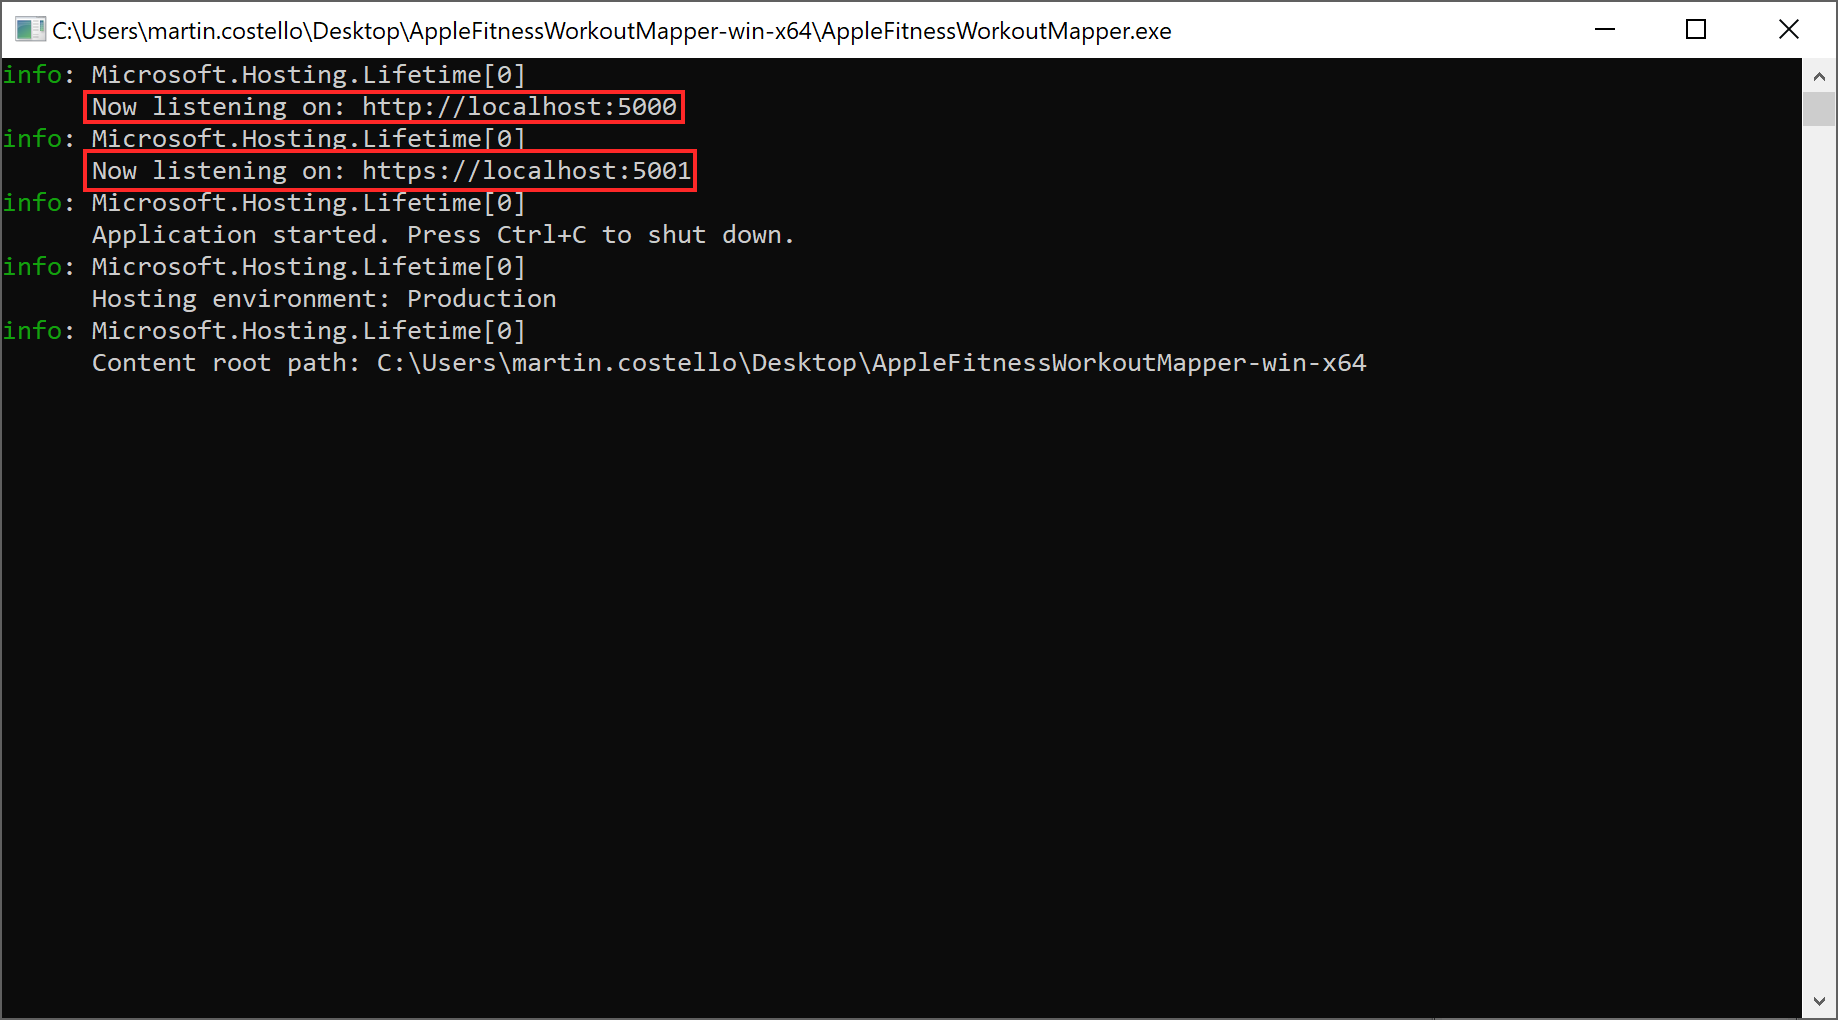 C:\Users\martin.costello\Desktop\AppleFitnessWorkoutMapper-win-x64\AppleFitnessWorkoutMapper.exe
info: Microsoft.Hosting.Lifetime[0]
Now listening on: http://localhost:5000
info: Microsoft.Hosting.Lifetime[0]
Now listening on: https://localhost:5001
info: Microsoft.Hosting.Lifetime[0]
Application started. Press Ctrl+C to shut down.
info: Microsoft.Hosting.Lifetime[0]
Hosting environment: Production
info: Microsoft.Hosting.Lifetime[0]
Content root path: C:\Users\martin.costello\Desktop\AppleFitnessWorkoutMapper-win-x64